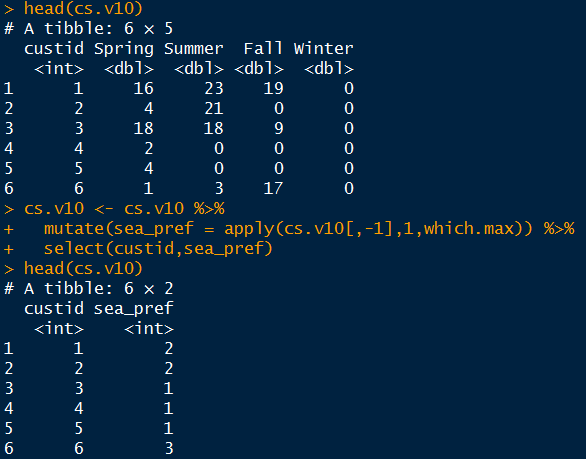 > head(cs.v10)
# A tibble: 6 × 5
  custid Spring Summer  Fall Winter
   <int>  <dbl>  <dbl> <dbl>  <dbl>
1      1     16     23    19      0
2      2      4     21     0      0
3      3     18     18     9      0
4      4      2      0     0      0
5      5      4      0     0      0
6      6      1      3    17      0
> cs.v10 <- cs.v10 %>%
+   mutate(sea_pref = apply(cs.v10[,-1],1,which.max)) %>%
+   select(custid,sea_pref)
> head(cs.v10)
# A tibble: 6 × 2
  custid sea_pref
   <int>    <int>
1      1        2
2      2        2
3      3        1
4      4        1
5      5        1
6      6        3